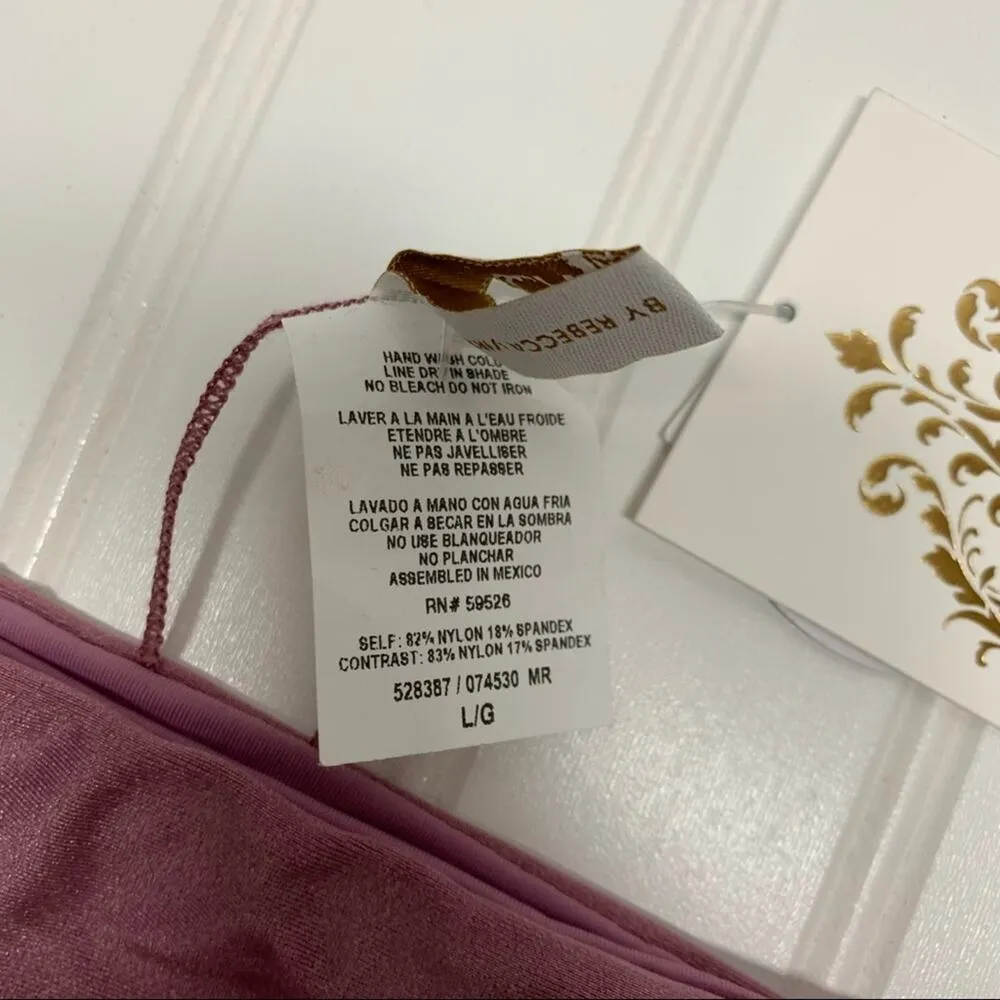 BY REBECCA
HAND WASH COLD
LINE DRY IN SHADE
NO BLEACH DO NOT IRON
LAVER A LA MAIN A L'EAU FROIDE
ETENDRE A L'OMBRE
NE PAS JAVELLISER
NE PAS REPASSER
LAVADO A MANO CON AGUA FRIA
COLGAR A SECAR EN LA SOMBRA
NO USE BLANQUEADOR
NO PLANCHAR
ASSEMBLED IN MEXICO
RN# 59526
SELF: 82% NYLON 18% SPANDEX
CONTRAST: 83% NYLON 17% SPANDEX
528387 / 074530 MR
L/G